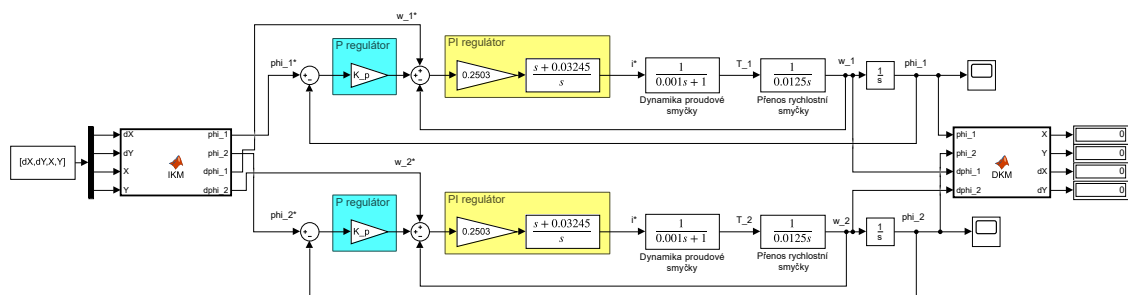 w_1*
P regulátor
PI regulátor
phi_1*
K_p
0.2503
s + 0.03245
s
i*
1
0.001s + 1
Dynamika proudové
smyčky
T_1
1
0.0125s
Přenos rychlostní
smyčky
w_1
1
s
phi_1
[dX,dY,X,Y]
dX
dY
X
Y
IKM
phi_1
phi_2
dphi_1
dphi_2
phi_1
phi_2
dphi_1
dphi_2
DKM
X
Y
dX
dY
0
0
0
0
w_2*
P regulátor
PI regulátor
phi_2*
K_p
0.2503
s + 0.03245
s
i*
1
0.001s + 1
Dynamika proudové
smyčky
T_2
1
0.0125s
Přenos rychlostní
smyčky
w_2
1
s
phi_2